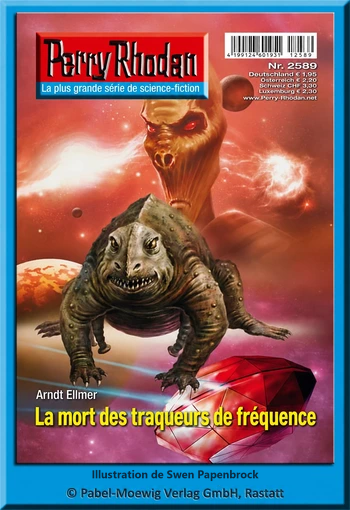 Perry Rhodan
La plus grande série de science-fiction
4199124601931
12589
Nr. 2589
Deutschland € 1,95
Österreich € 2,20
Schweiz CHF 3,30
Luxemburg € 2,30
www.Perry-Rhodan.net
Arndt Ellmer
La mort des traqueurs de fréquence
Illustration de Swen Papenbrock
© Pabel-Moewig Verlag GmbH, Rastatt